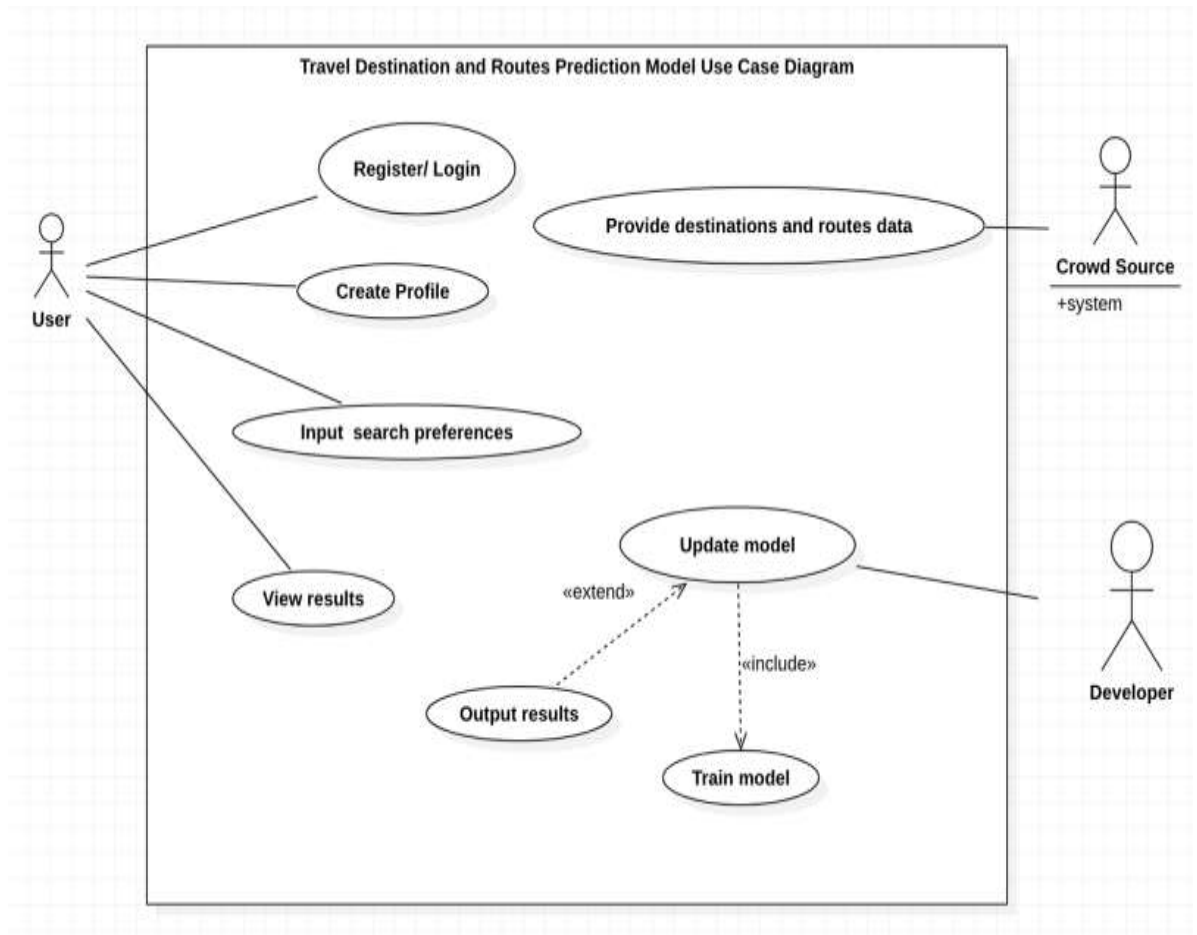 Travel Destination and Routes Prediction Model Use Case Diagram
Register/ Login
Provide destinations and routes data
Crowd Source
+system
Create Profile
User
Input  search preferences
Update model
«extend»
View results
«include»
Developer
Output results
Train model